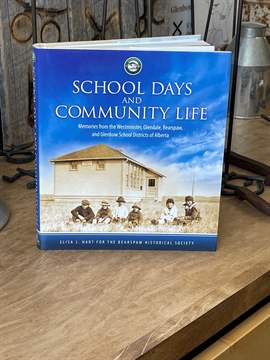 SCHOOL DAYS
AND
COMMUNITY LIFE
Memories from the Westminster, Glendale, Bearspaw,
and Glenbow School Districts of Alberta
ELISA J. HART FOR THE BEARSPAW HISTORICAL SOCIETY